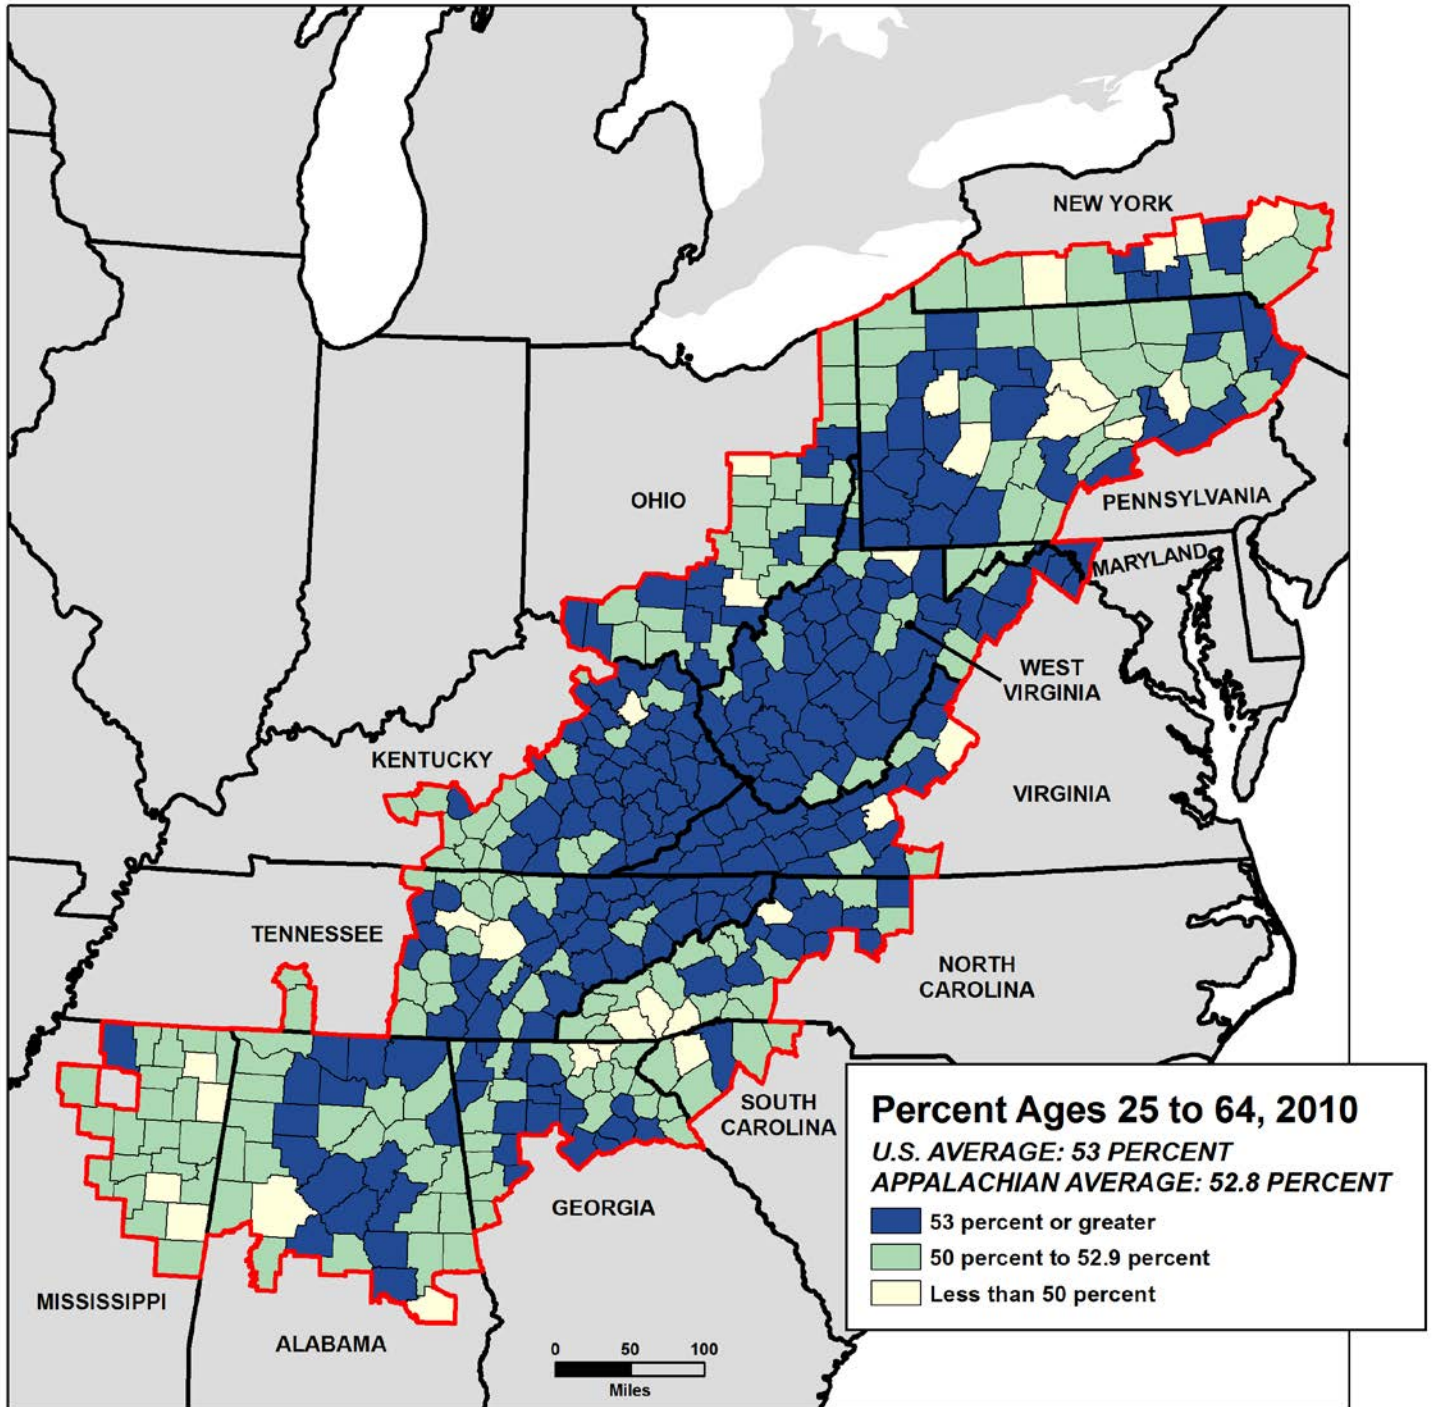 NEW YORK
OHIO
PENNSYLVANIA
MARYLAND
WEST
VIRGINIA
KENTUCKY
VIRGINIA
TENNESSEE
NORTH
CAROLINA
SOUTH
CAROLINA
GEORGIA
MISSISSIPPI
ALABAMA
0 50 100
Miles
Percent Ages 25 to 64, 2010
U.S. AVERAGE: 53 PERCENT
APPALACHIAN AVERAGE: 52.8 PERCENT
53 percent or greater
50 percent to 52.9 percent
Less than 50 percent